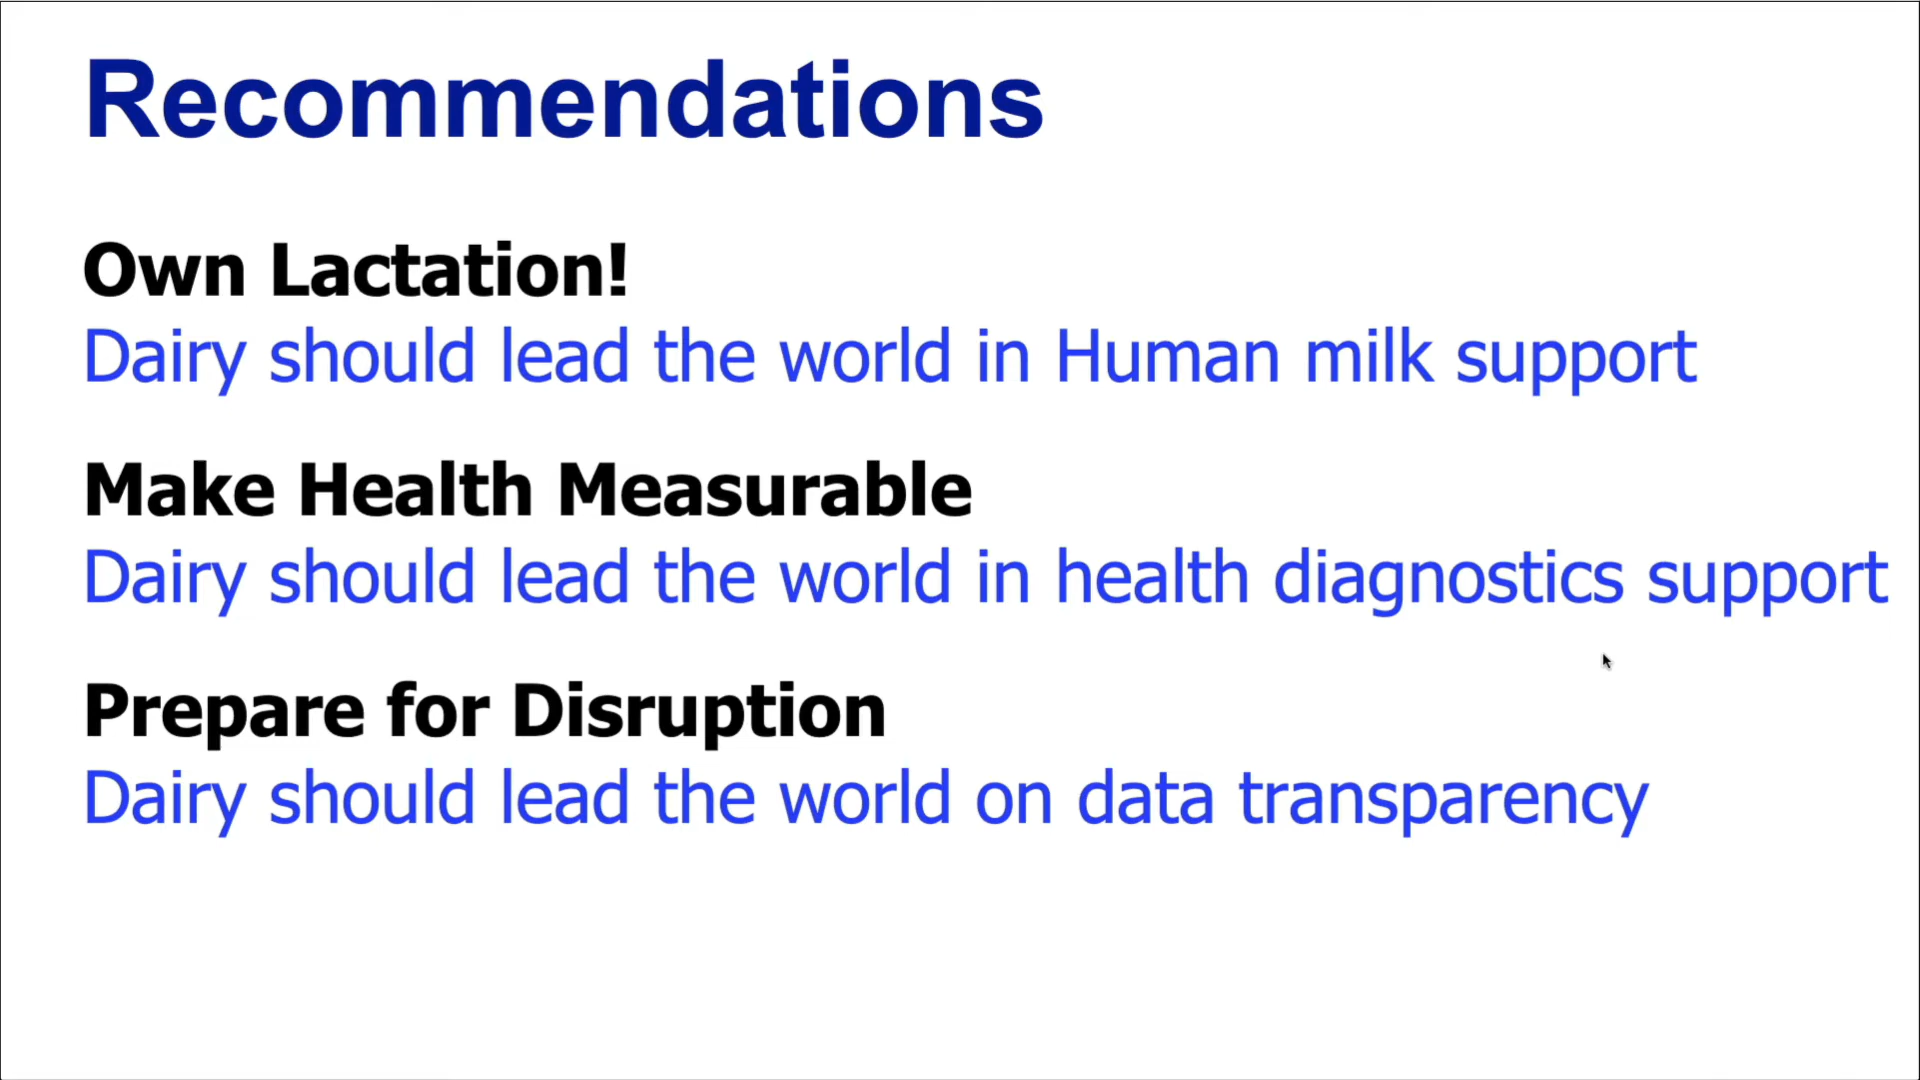 Recommendations
Own Lactation!
Dairy should lead the world in Human milk support
Make Health Measurable
Dairy should lead the world in health diagnostics support
Prepare for Disruption
Dairy should lead the world on data transparency